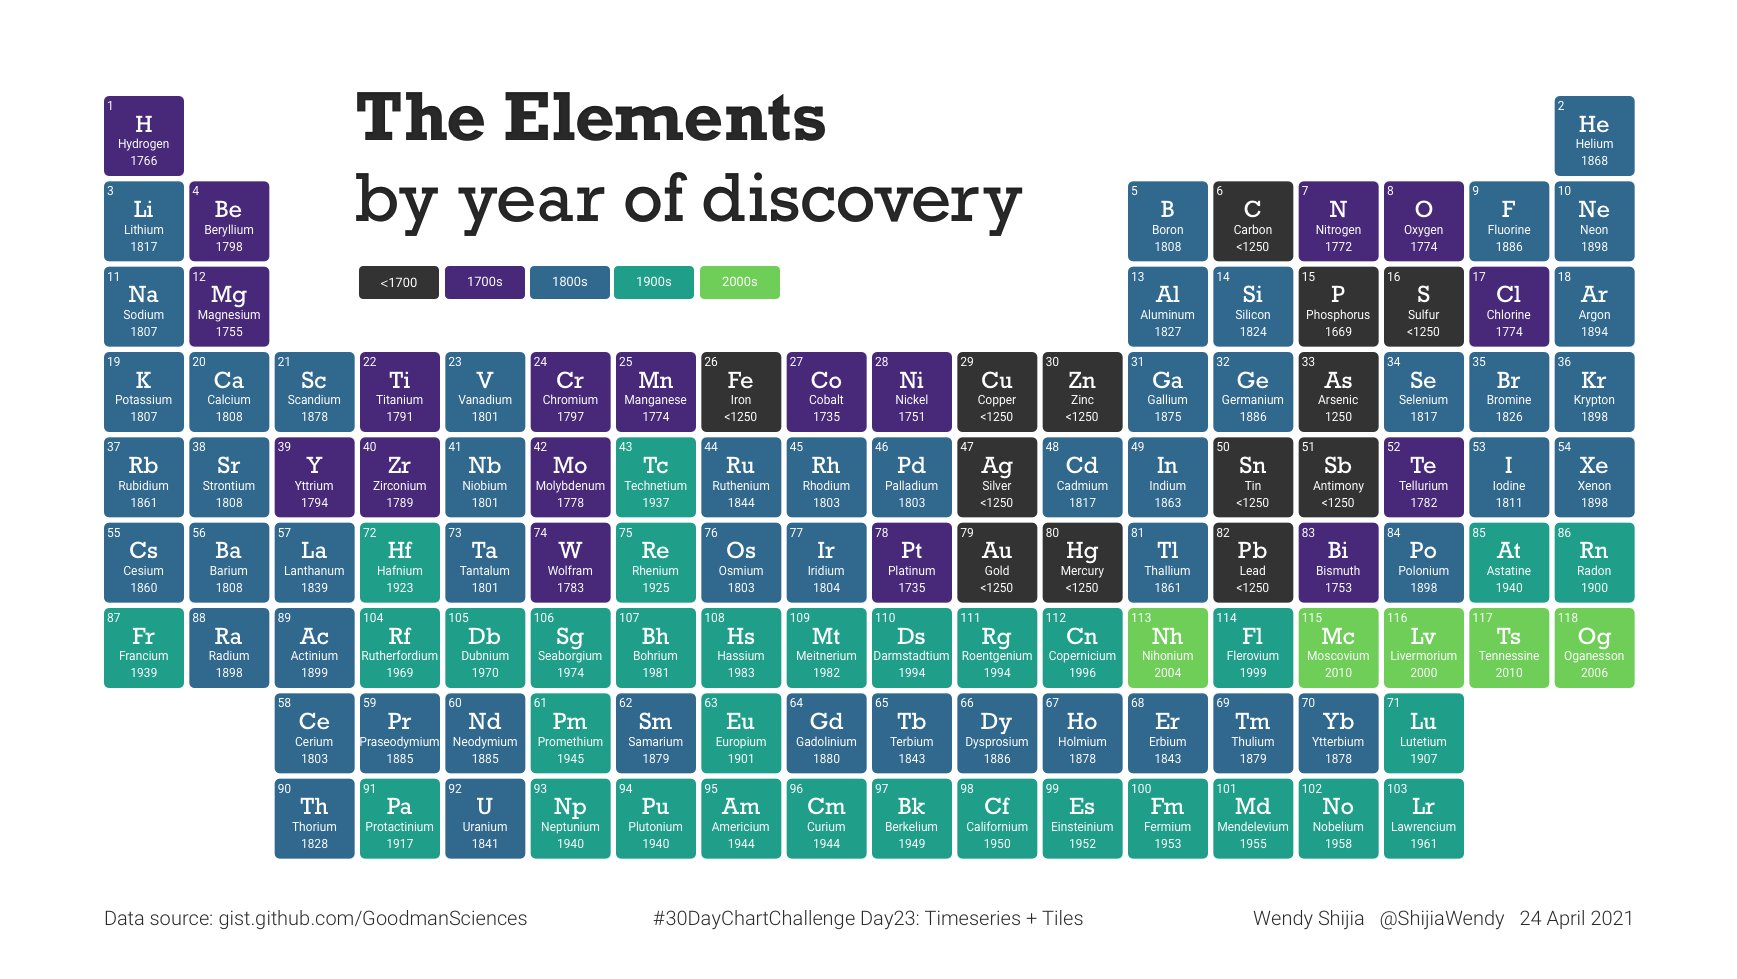 The Elements
by year of discovery
<1700
1700s
1800s
1900s
2000s
1
H
Hydrogen
1766
2
He
Helium
1868
3
Li
Lithium
1817
4
Be
Beryllium
1798
5
B
Boron
1808
6
C
Carbon
<1250
7
N
Nitrogen
1772
8
O
Oxygen
1774
9
F
Fluorine
1886
10
Ne
Neon
1898
11
Na
Sodium
1807
12
Mg
Magnesium
1755
13
Al
Aluminum
1827
14
Si
Silicon
1824
15
P
Phosphorus
1669
16
S
Sulfur
<1250
17
Cl
Chlorine
1774
18
Ar
Argon
1894
19
K
Potassium
1807
20
Ca
Calcium
1808
21
Sc
Scandium
1878
22
Ti
Titanium
1791
23
V
Vanadium
1801
24
Cr
Chromium
1797
25
Mn
Manganese
1774
26
Fe
Iron
<1250
27
Co
Cobalt
1735
28
Ni
Nickel
1751
29
Cu
Copper
<1250
30
Zn
Zinc
<1250
31
Ga
Gallium
1875
32
Ge
Germanium
1886
33
As
Arsenic
1250
34
Se
Selenium
1817
35
Br
Bromine
1826
36
Kr
Krypton
1898
37
Rb
Rubidium
1861
38
Sr
Strontium
1808
39
Y
Yttrium
1794
40
Zr
Zirconium
1789
41
Nb
Niobium
1801
42
Mo
Molybdenum
1778
43
Tc
Technetium
1937
44
Ru
Ruthenium
1844
45
Rh
Rhodium
1803
46
Pd
Palladium
1803
47
Ag
Silver
<1250
48
Cd
Cadmium
1817
49
In
Indium
1863
50
Sn
Tin
<1250
51
Sb
Antimony
<1250
52
Te
Tellurium
1782
53
I
Iodine
1811
54
Xe
Xenon
1898
55
Cs
Cesium
1860
56
Ba
Barium
1808
57
La
Lanthanum
1839
72
Hf
Hafnium
1923
73
Ta
Tantalum
1801
74
W
Wolfram
1783
75
Re
Rhenium
1925
76
Os
Osmium
1803
77
Ir
Iridium
1804
78
Pt
Platinum
1735
79
Au
Gold
<1250
80
Hg
Mercury
<1250
81
Tl
Thallium
1861
82
Pb
Lead
<1250
83
Bi
Bismuth
1753
84
Po
Polonium
1898
85
At
Astatine
1940
86
Rn
Radon
1900
87
Fr
Francium
1939
88
Ra
Radium
1898
89
Ac
Actinium
1899
104
Rf
Rutherfordium
1969
105
Db
Dubnium
1970
106
Sg
Seaborgium
1974
107
Bh
Bohrium
1981
108
Hs
Hassium
1983
109
Mt
Meitnerium
1982
110
Ds
Darmstadtium
1994
111
Rg
Roentgenium
1994
112
Cn
Copernicium
1996
113
Nh
Nihonium
2004
114
Fl
Flerovium
1999
115
Mc
Moscovium
2010
116
Lv
Livermorium
2000
117
Ts
Tennessine
2010
118
Og
Oganesson
2006
58
Ce
Cerium
1803
59
Pr
Praseodymium
1885
60
Nd
Neodymium
1885
61
Pm
Promethium
1945
62
Sm
Samarium
1879
63
Eu
Europium
1901
64
Gd
Gadolinium
1880
65
Tb
Terbium
1843
66
Dy
Dysprosium
1886
67
Ho
Holmium
1878
68
Er
Erbium
1843
69
Tm
Thulium
1879
70
Yb
Ytterbium
1878
71
Lu
Lutetium
1907
90
Th
Thorium
1828
91
Pa
Protactinium
1917
92
U
Uranium
1841
93
Np
Neptunium
1940
94
Pu
Plutonium
1940
95
Am
Americium
1944
96
Cm
Curium
1944
97
Bk
Berkelium
1949
98
Cf
Californium
1950
99
Es
Einsteinium
1952
100
Fm
Fermium
1953
101
Md
Mendelevium
1955
102
No
Nobelium
1958
103
Lr
Lawrencium
1961
Data source: gist.github.com/GoodmanSciences
#30DayChartChallenge Day23: Timeseries + Tiles
Wendy Shijia @ShijiaWendy 24 April 2021